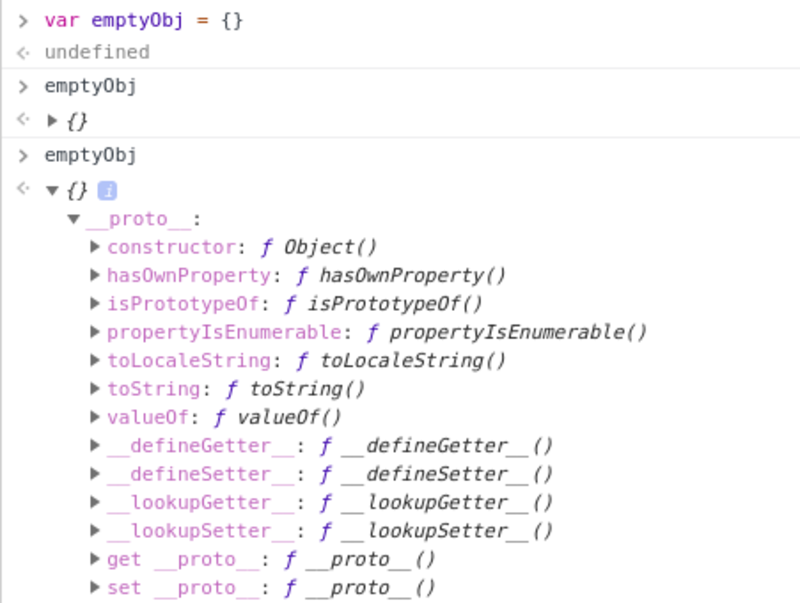 > var emptyObj = {}
undefined
> emptyObj
▶ {}
> emptyObj
▼ {} i
▼ __proto__:
▶ constructor: ƒ Object()
▶ hasOwnProperty: ƒ hasOwnProperty()
▶ isPrototypeOf: ƒ isPrototypeOf()
▶ propertyIsEnumerable: ƒ propertyIsEnumerable()
▶ toLocaleString: ƒ toLocaleString()
▶ toString: ƒ toString()
▶ valueOf: ƒ valueOf()
▶ __defineGetter__: ƒ __defineGetter__()
▶ __defineSetter__: ƒ __defineSetter__()
▶ __lookupGetter__: ƒ __lookupGetter__()
▶ __lookupSetter__: ƒ __lookupSetter__()
▶ get __proto__: ƒ __proto__()
▶ set __proto__: ƒ __proto__()